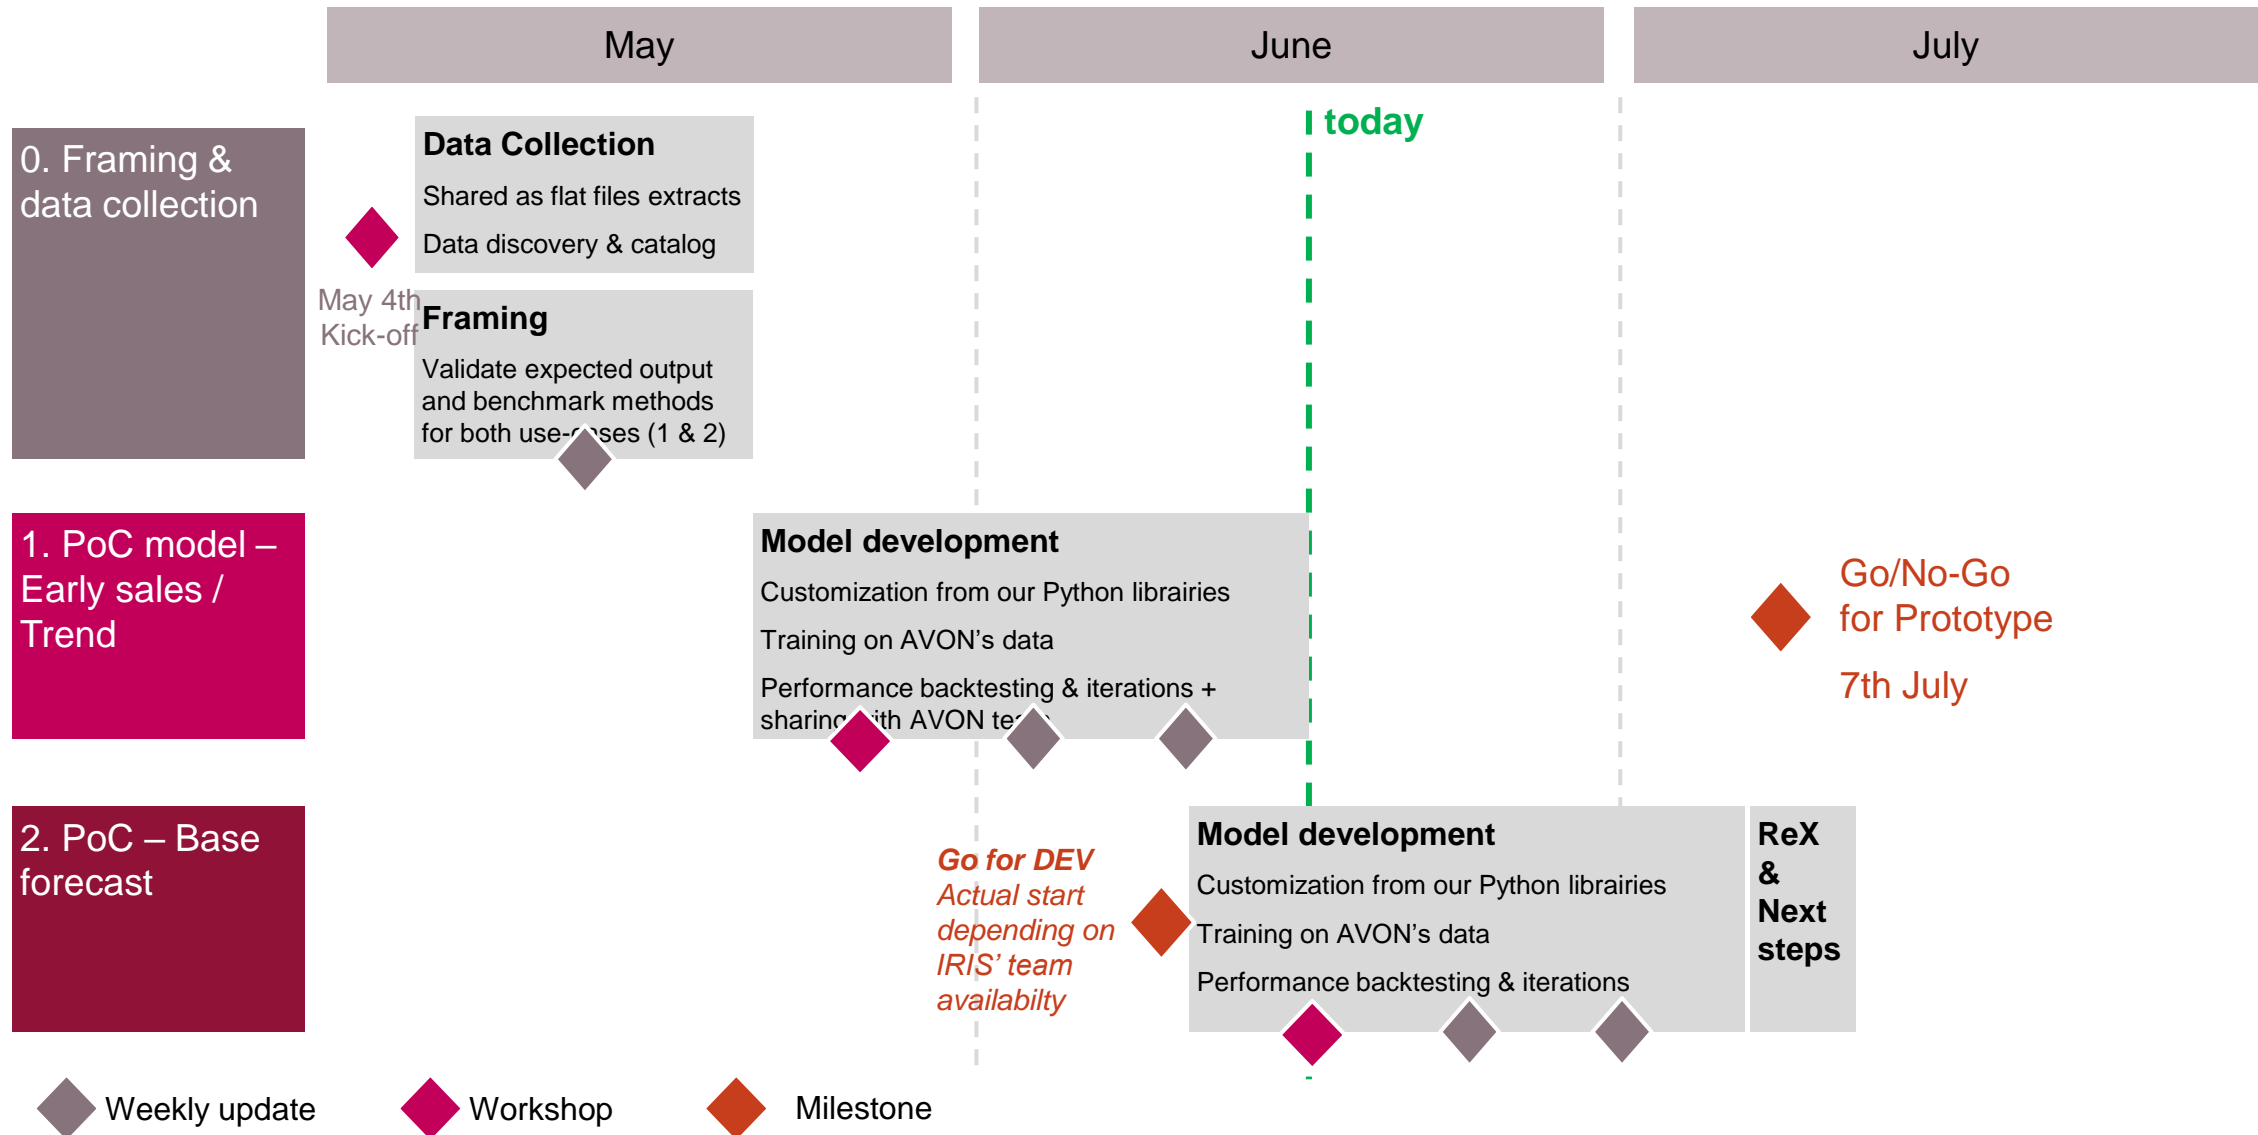 May
June
July
today
0. Framing &
data collection
Data Collection
Shared as flat files extracts
Data discovery & catalog
May 4th
Kick-off
Framing
Validate expected output
and benchmark methods
for both use-cases (1 & 2)
1. PoC model –
Early sales /
Trend
Model development
Customization from our Python librairies
Training on AVON’s data
Performance backtesting & iterations +
sharing with AVON team
Go/No-Go
for Prototype
7th July
2. PoC – Base
forecast
Go for DEV
Actual start
depending on
IRIS’ team
availabilty
Model development
Customization from our Python librairies
Training on AVON’s data
Performance backtesting & iterations
ReX
&
Next
steps
Weekly update
Workshop
Milestone